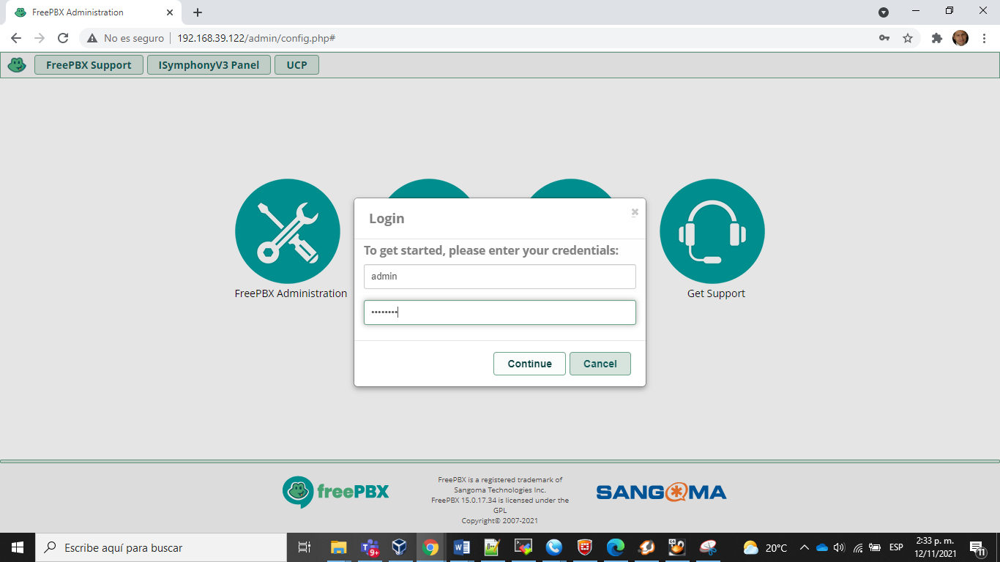 FreePBX Administration
No es seguro
192.168.39.122/admin/config.php#
FreePBX Support
ISymphonyV3 Panel
UCP
Login
To get started, please enter your credentials:
admin
••••••••
Continue
Cancel
FreePBX Administration
Get Support
freePBX
FreePBX is a registered trademark of
Sangoma Technologies Inc.
FreePBX 15.0.17.34 is licensed under the
GPL
Copyright© 2007-2021
SANGOMA
Escribe aquí para buscar
9+
20°C
ESP
2:33 p. m.
12/11/2021
11